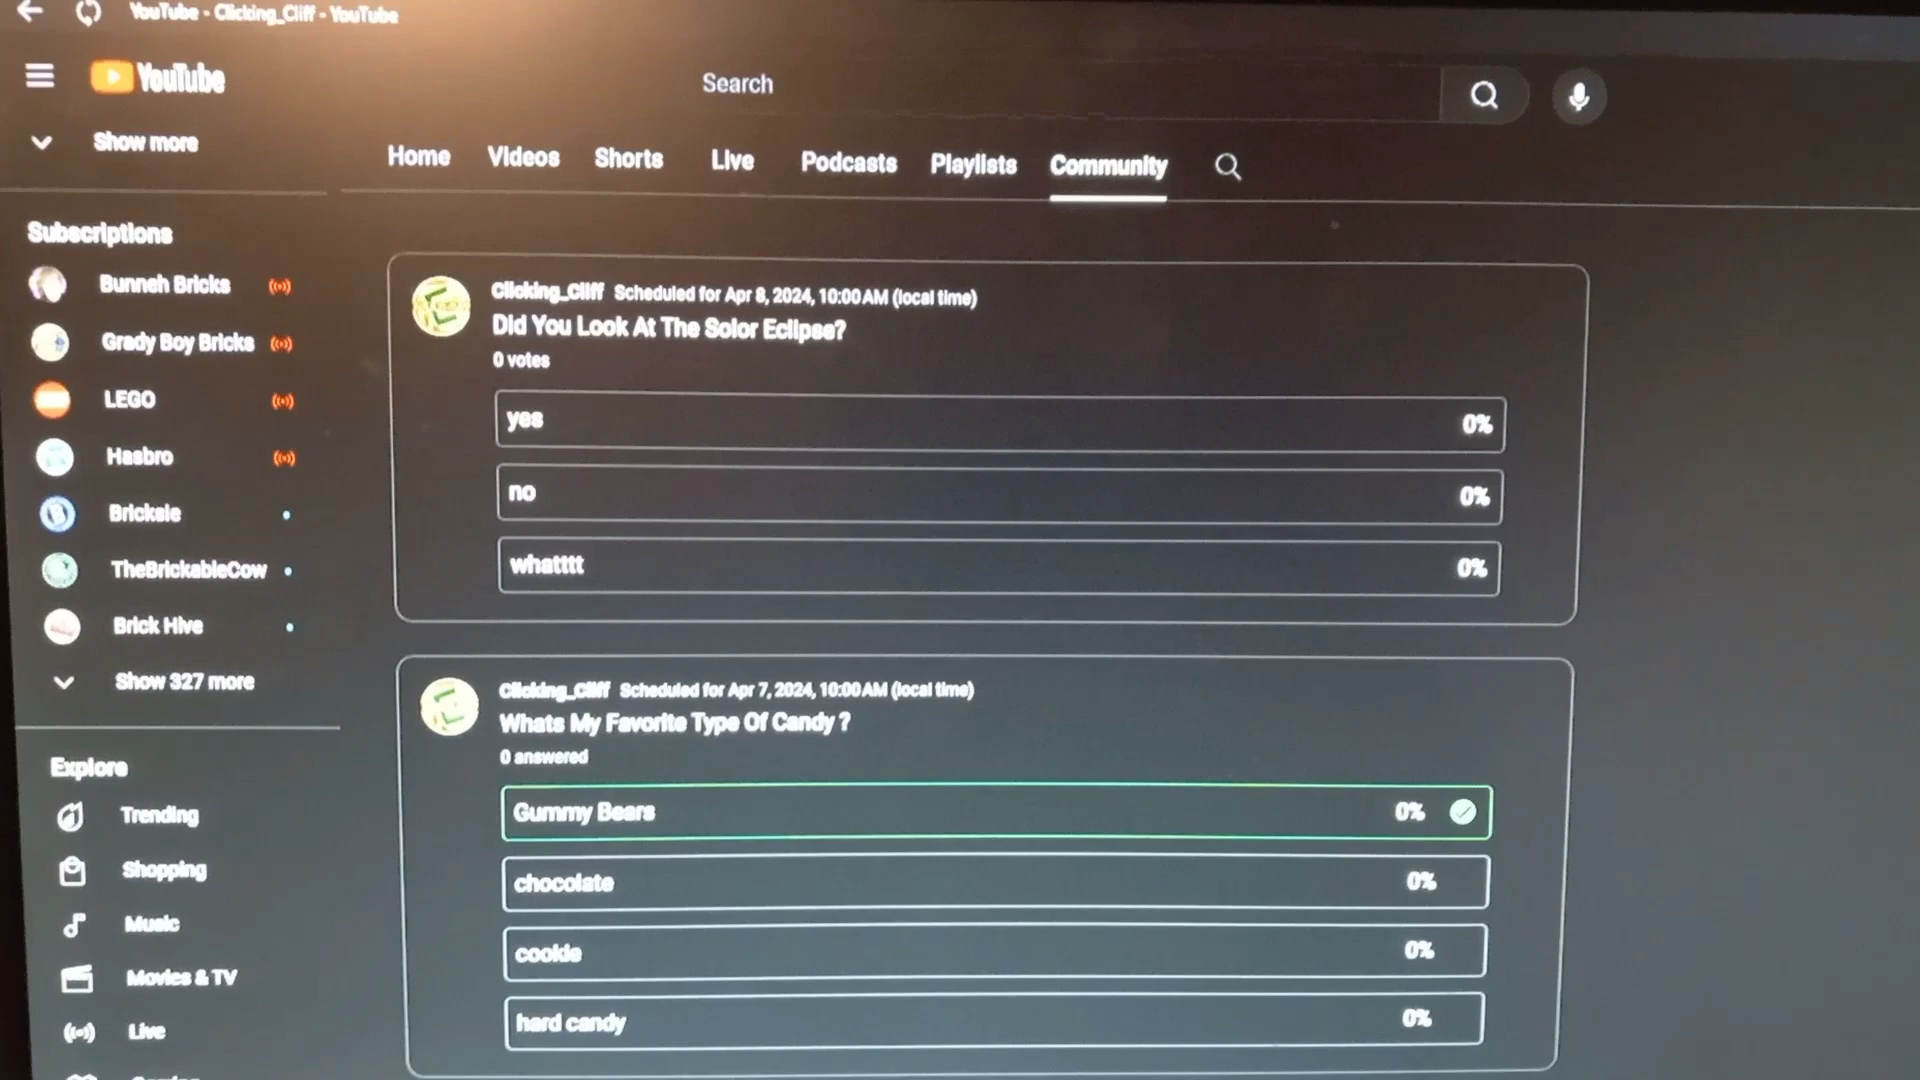 YouTube - Clicking_Cliff - YouTube
YouTube
Search
Show more
Home Videos Shorts Live Podcasts Playlists Community
Subscriptions
Bunneh Bricks
Grady Boy Bricks
LEGO
Hasbro
Bricksie
TheBrickableCow
Brick Hive
Show 327 more
Explore
Trending
Shopping
Music
Movies & TV
Live
Clicking_Cliff Scheduled for Apr 8, 2024, 10:00 AM (local time)
Did You Look At The Solor Eclipse?
0 votes
yes 0%
no 0%
whatttt 0%
Clicking_Cliff Scheduled for Apr 7, 2024, 10:00 AM (local time)
Whats My Favorite Type Of Candy ?
0 answered
Gummy Bears 0%
chocolate 0%
cookie 0%
hard candy 0%